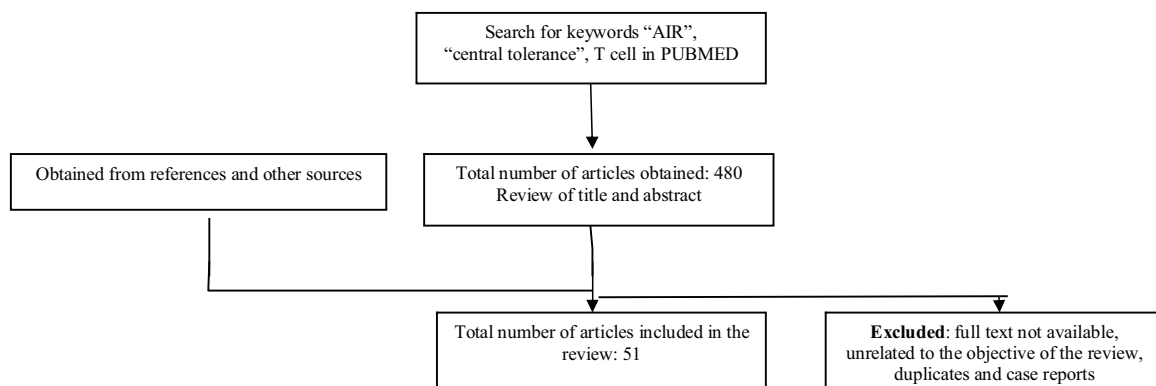 Search for keywords “AIR”,
“central tolerance”, T cell in PUBMED
Obtained from references and other sources
Total number of articles obtained: 480
Review of title and abstract
Total number of articles included in the
review: 51
Excluded: full text not available,
unrelated to the objective of the review,
duplicates and case reports